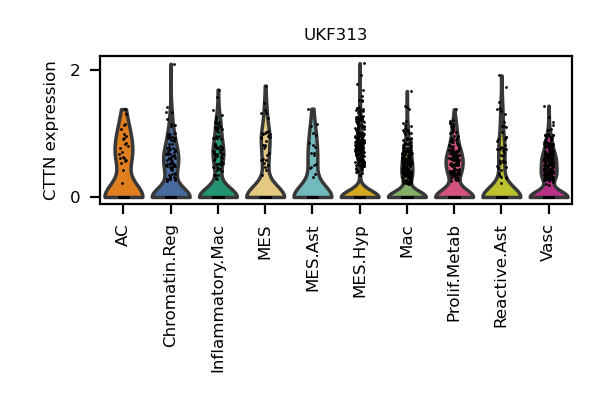 UKF313
CTTN expression
2
0
AC
Chromatin.Reg
Inflammatory.Mac
MES
MES.Ast
MES.Hyp
Mac
Prolif.Metab
Reactive.Ast
Vasc